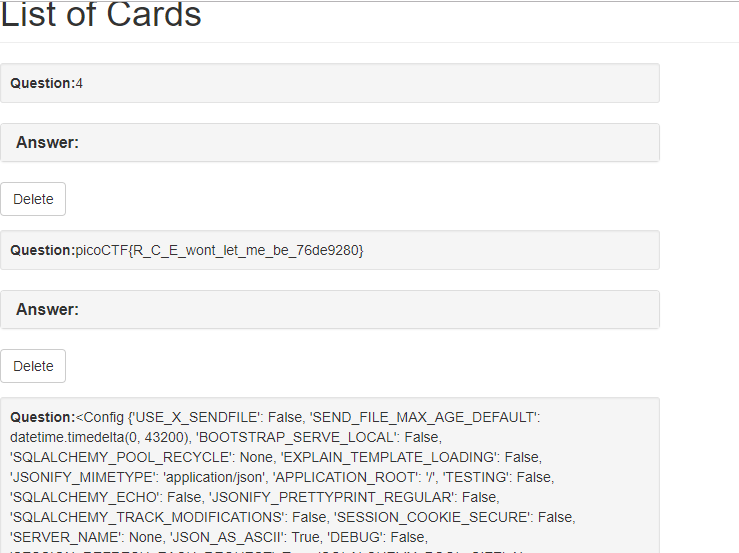 List of Cards
Question:4
Answer:
Delete
Question:picoCTF{R_C_E_wont_let_me_be_76de9280}
Answer:
Delete
Question:<Config {'USE_X_SENDFILE': False, 'SEND_FILE_MAX_AGE_DEFAULT':
datetime.timedelta(0, 43200), 'BOOTSTRAP_SERVE_LOCAL': False,
'SQLALCHEMY_POOL_RECYCLE': None, 'EXPLAIN_TEMPLATE_LOADING': False,
'JSONIFY_MIMETYPE': 'application/json', 'APPLICATION_ROOT': '/', 'TESTING': False,
'SQLALCHEMY_ECHO': False, 'JSONIFY_PRETTYPRINT_REGULAR': False,
'SQLALCHEMY_TRACK_MODIFICATIONS': False, 'SESSION_COOKIE_SECURE': False,
'SERVER_NAME': None, 'JSON_AS_ASCII': True, 'DEBUG': False,